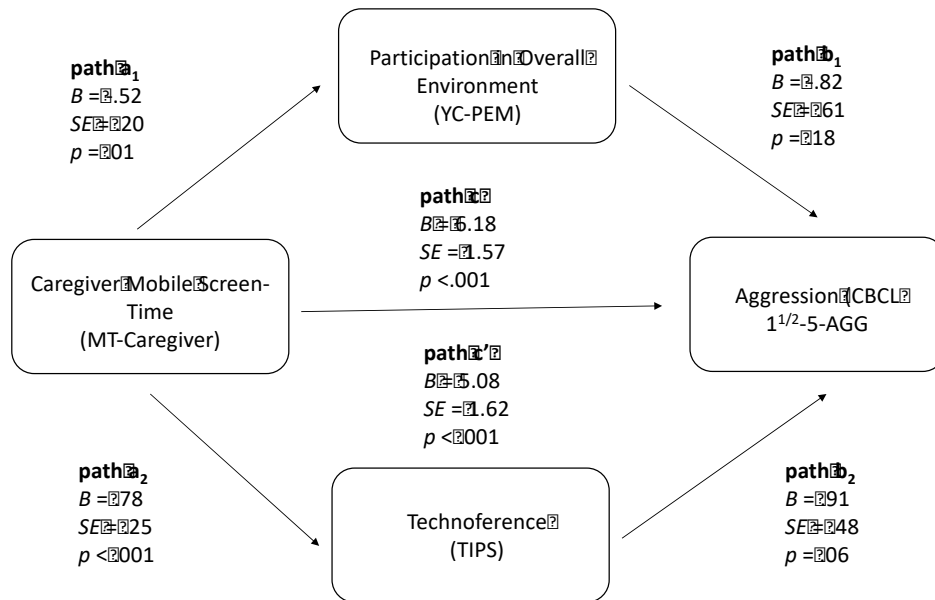 path a₁
B = -.52
SE = .20
p = .01
Participation in Overall
Environment
(YC-PEM)
path b₁
B = -.82
SE = .61
p = .18
path c
B = 6.18
SE = 1.57
p <.001
Caregiver Mobile Screen-
Time
(MT-Caregiver)
Aggression (CBCL
1^1/2-5-AGG
path c’
B = 5.08
SE = 1.62
p < .001
path a₂
B = .78
SE = .25
p < .001
Technoference
(TIPS)
path b₂
B = .91
SE = .48
p = .06